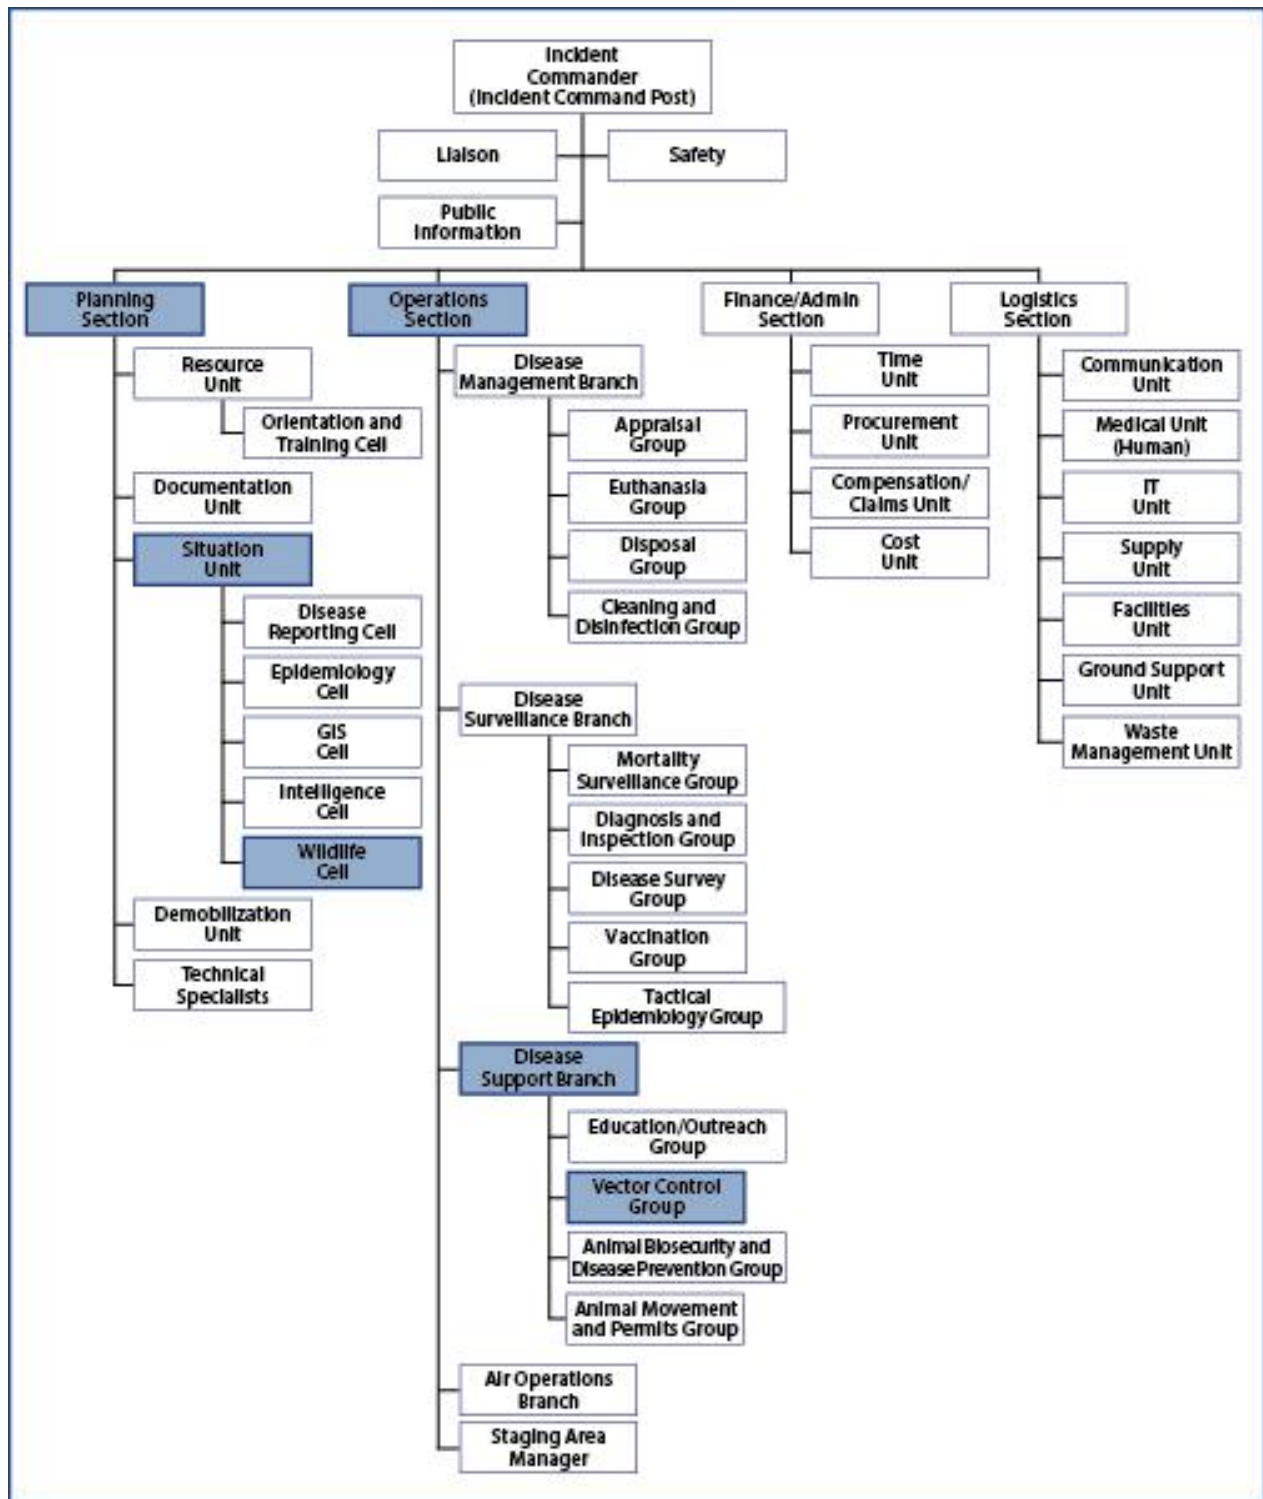 Incident
Commander
(Incident Command Post)
Liaison
Safety
Public
Information
Planning
Section
Operations
Section
Finance/Admin
Section
Logistics
Section
Resource
Unit
Orientation and
Training Cell
Documentation
Unit
Situation
Unit
Disease
Reporting Cell
Epidemiology
Cell
GIS
Cell
Intelligence
Cell
Wildlife
Cell
Demobilization
Unit
Technical
Specialists
Disease
Management Branch
Appraisal
Group
Euthanasia
Group
Disposal
Group
Cleaning and
Disinfection Group
Disease
Surveillance Branch
Mortality
Surveillance Group
Diagnosis and
Inspection Group
Disease Survey
Group
Vaccination
Group
Tactical
Epidemiology Group
Disease
Support Branch
Education/Outreach
Group
Vector Control
Group
Animal Biosecurity and
Disease Prevention Group
Animal Movement
and Permits Group
Air Operations
Branch
Staging Area
Manager
Time
Unit
Procurement
Unit
Compensation/
Claims Unit
Cost
Unit
Communication
Unit
Medical Unit
(Human)
IT
Unit
Supply
Unit
Facilities
Unit
Ground Support
Unit
Waste
Management Unit